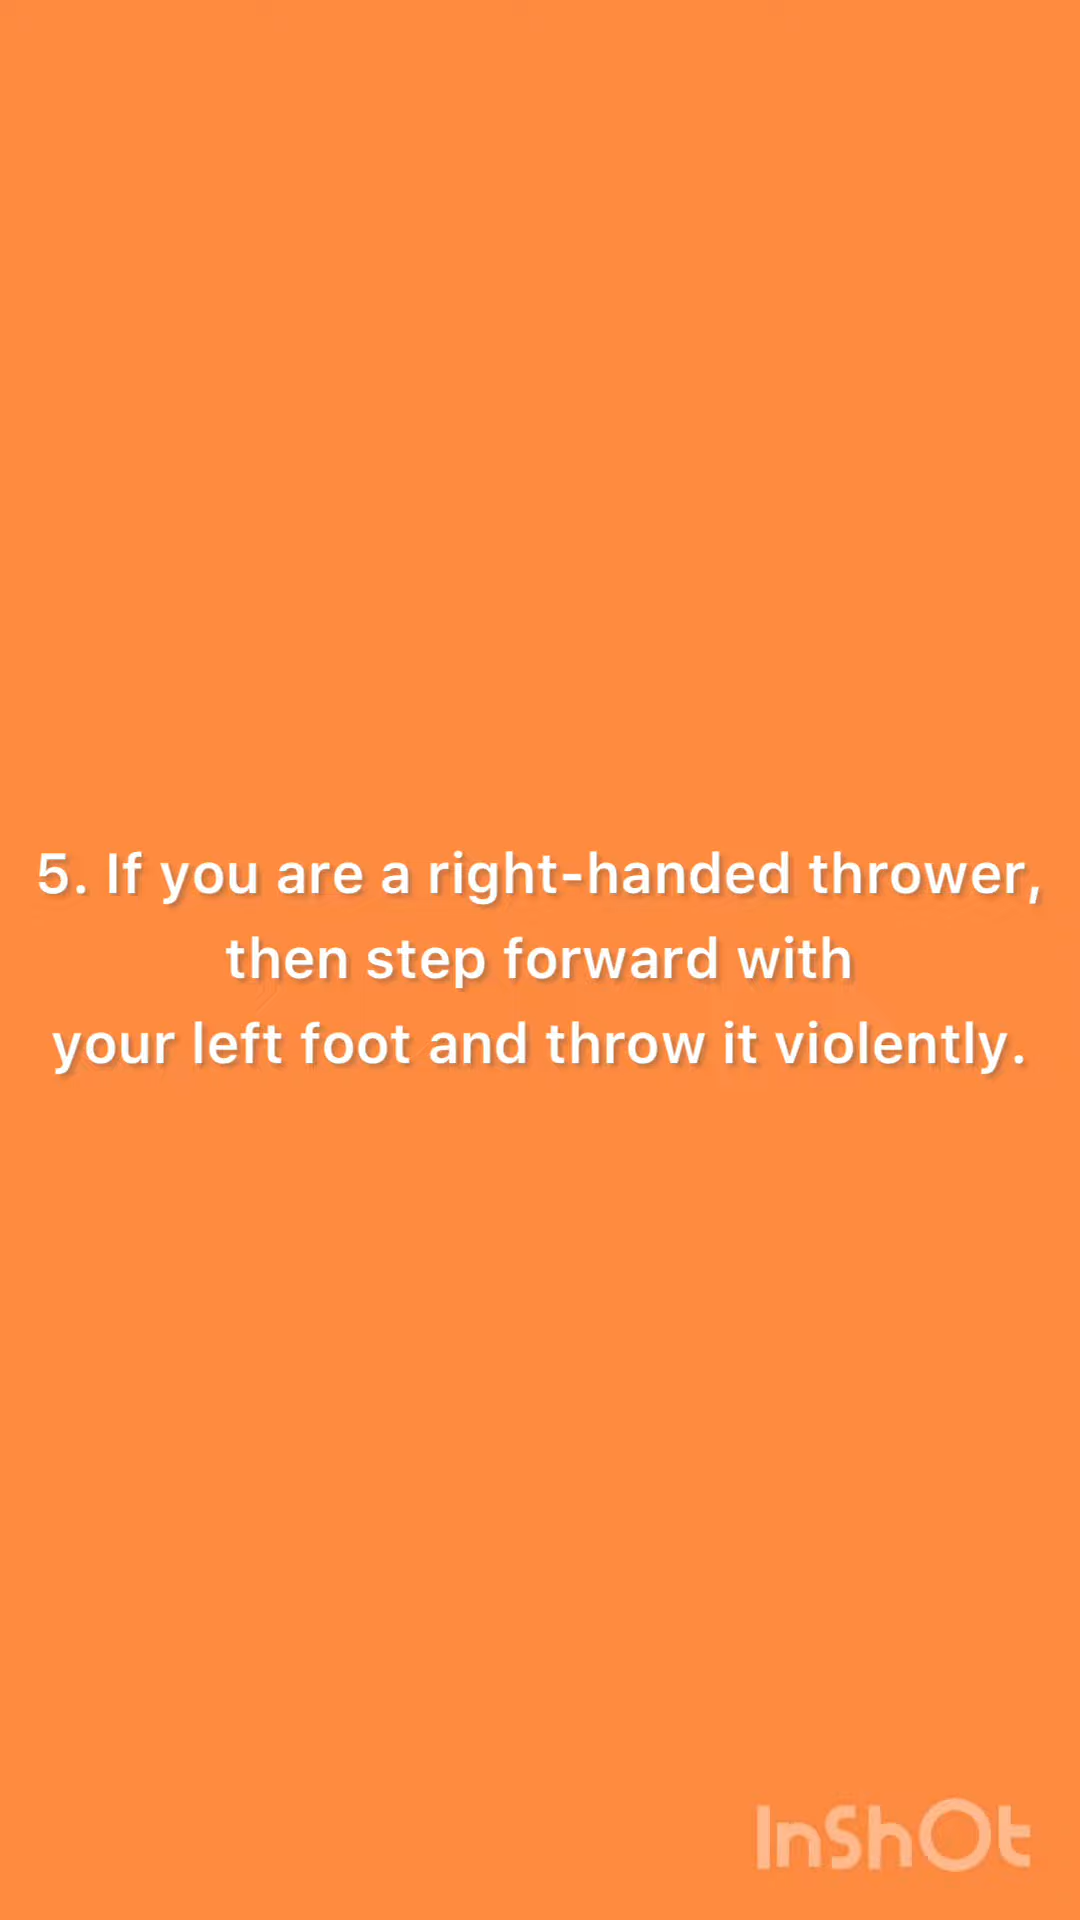 5. If you are a right-handed thrower,
then step forward with
your left foot and throw it violently.
InShOt